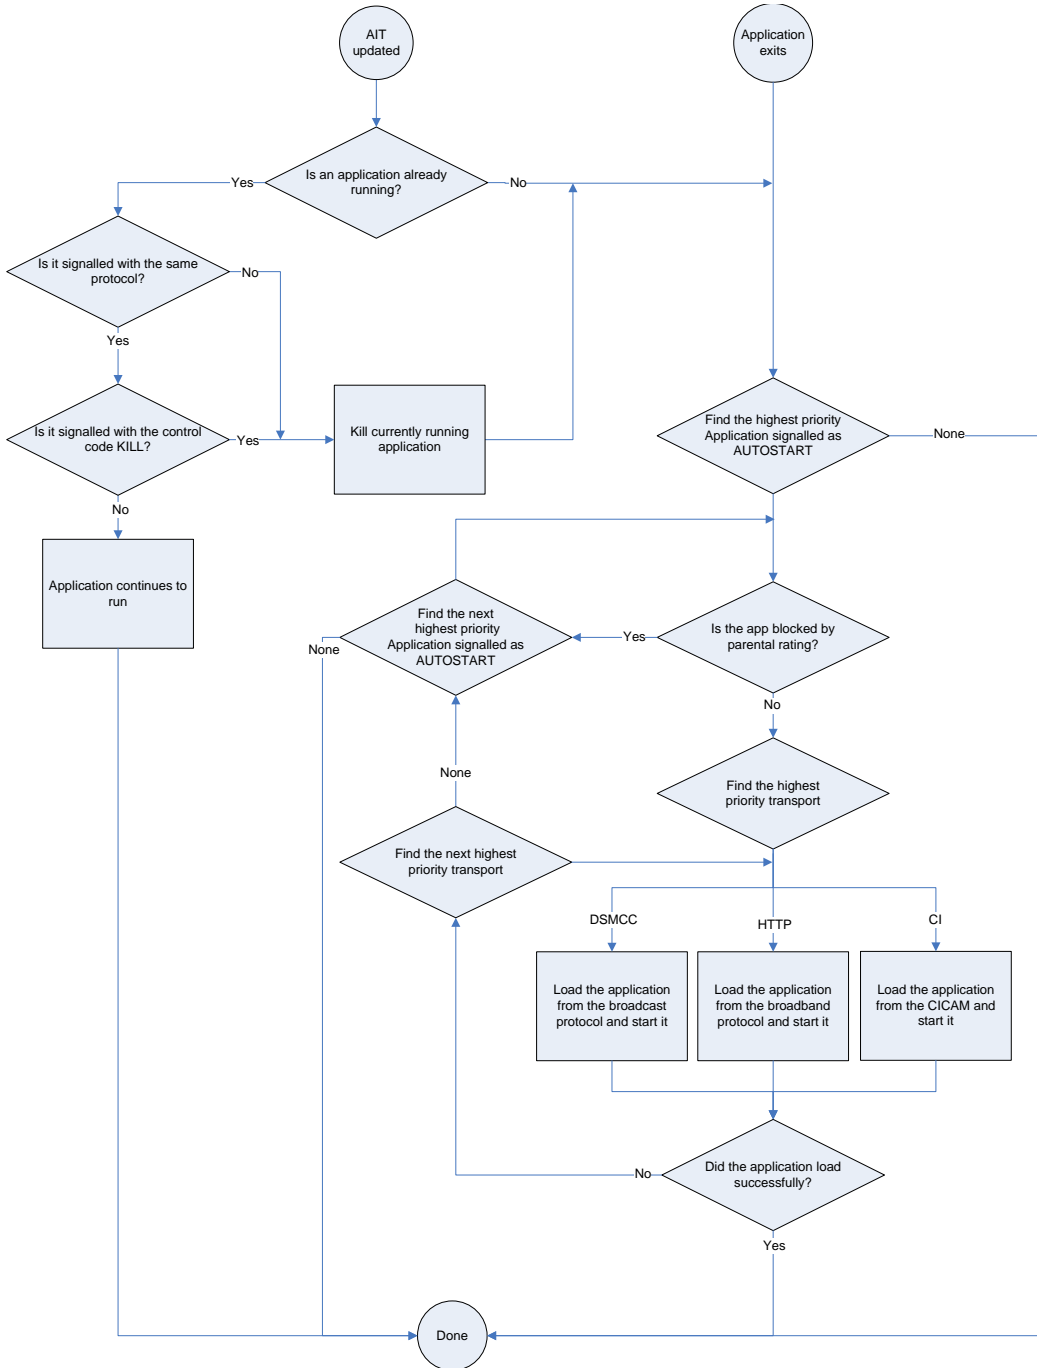 AIT
updated
Application
exits
Is an application already
running?
Yes
No
Is it signalled with the same
protocol?
No
Yes
Is it signalled with the control
code KILL?
Yes
Kill currently running
application
Find the highest priority
Application signalled as
AUTOSTART
None
No
Application continues to
run
Find the next
highest priority
Application signalled as
AUTOSTART
None
Yes
Is the app blocked by
parental rating?
No
None
Find the highest
priority transport
Find the next highest
priority transport
DSMCC
HTTP
CI
Load the application
from the broadcast
protocol and start it
Load the application
from the broadband
protocol and start it
Load the application
from the CICAM and
start it
Did the application load
successfully?
No
Yes
Done